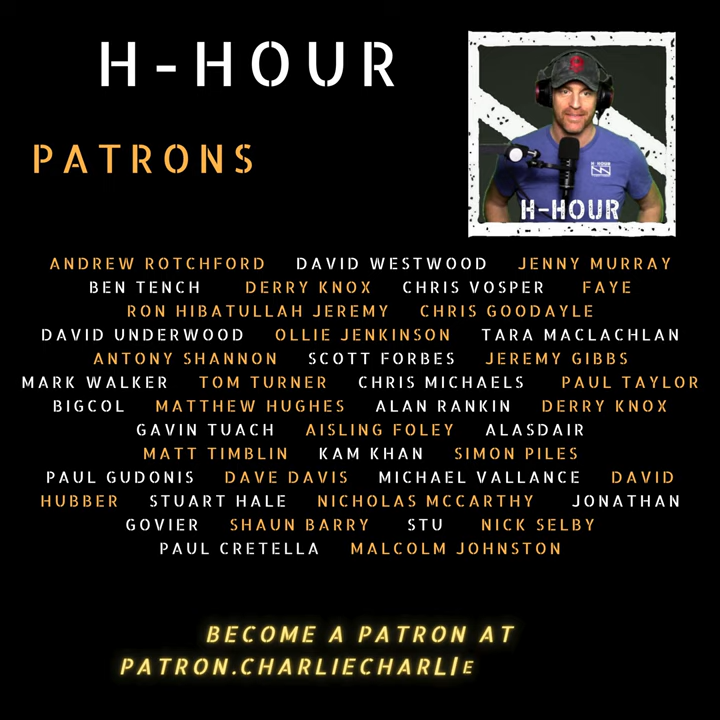 H-HOUR
PATRONS
H HOUR
H-HOUR
ANDREW ROTCHFORD DAVID WESTWOOD JENNY MURRAY
BEN TENCH DERRY KNOX CHRIS VOSPER FAYE
RON HIBATULLAH JEREMY CHRIS GOODAYLE
DAVID UNDERWOOD OLLIE JENKINSON TARA MACLACHLAN
ANTONY SHANNON SCOTT FORBES JEREMY GIBBS
MARK WALKER TOM TURNER CHRIS MICHAELS PAUL TAYLOR
BIGCOL MATTHEW HUGHES ALAN RANKIN DERRY KNOX
GAVIN TUACH AISLING FOLEY ALASDAIR
MATT TIMBLIN KAM KHAN SIMON PILES
PAUL GUDONIS DAVE DAVIS MICHAEL VALLANCE DAVID
HUBBER STUART HALE NICHOLAS MCCARTHY JONATHAN
GOVIER SHAUN BARRY STU NICK SELBY
PAUL CRETELLA MALCOLM JOHNSTON
BECOME A PATRON AT
PATRON.CHARLIECHARLIE